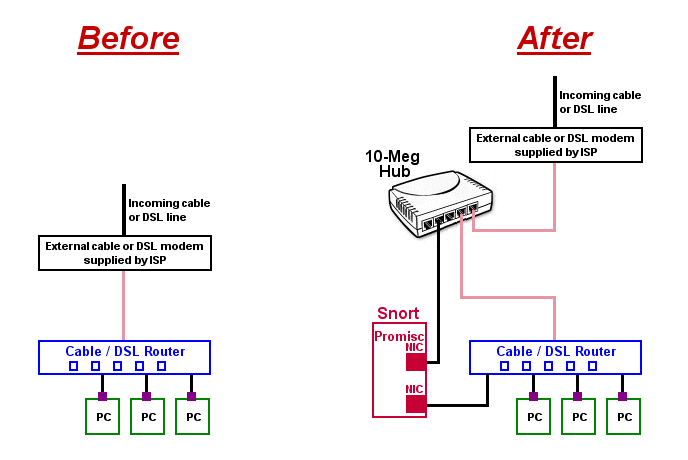 Before
Incoming cable
or DSL line
External cable or DSL modem
supplied by ISP
Cable / DSL Router
PC
PC
PC
After
Incoming cable
or DSL line
External cable or DSL modem
supplied by ISP
10-Meg
Hub
Snort
Promisc
NIC
NIC
Cable / DSL Router
PC
PC
PC